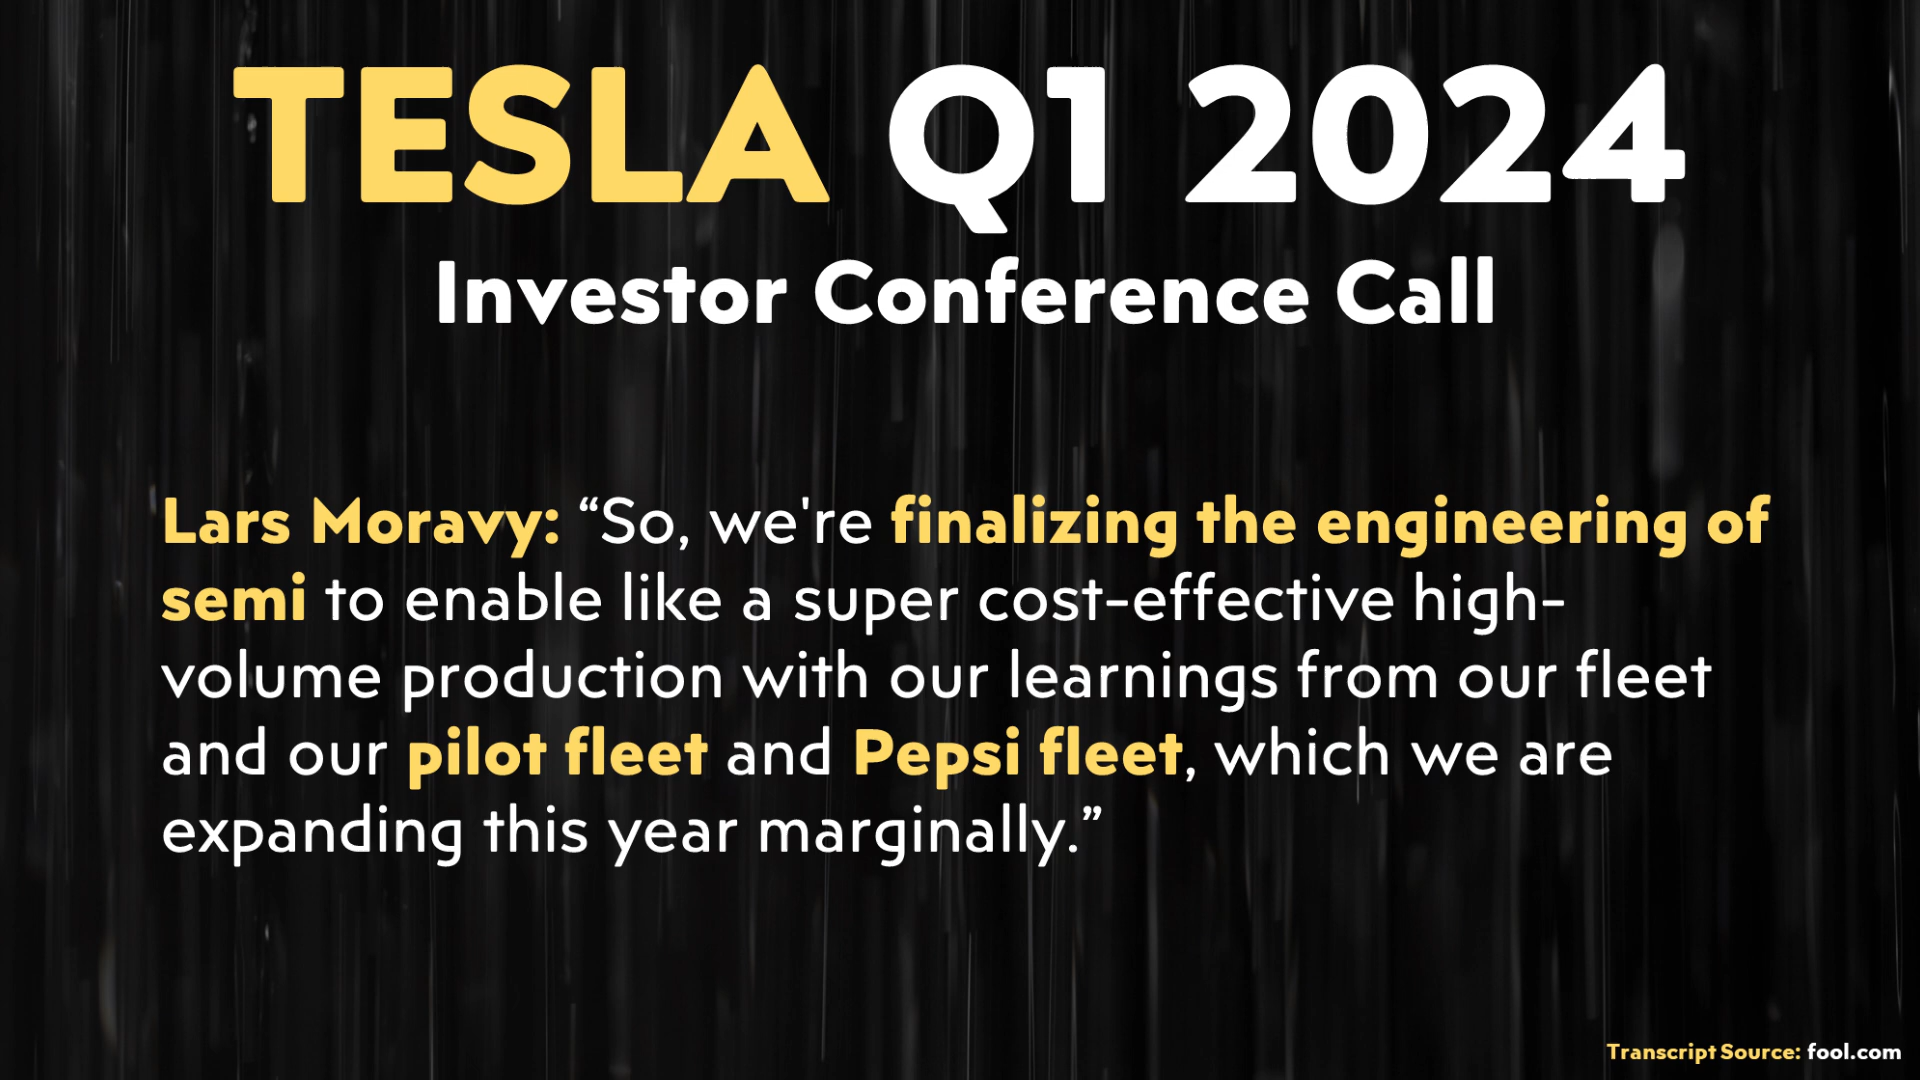 TESLA Q1 2024
Investor Conference Call
Lars Moravy: “So, we're finalizing the engineering of
semi to enable like a super cost-effective high-
volume production with our learnings from our fleet
and our pilot fleet and Pepsi fleet, which we are
expanding this year marginally.”
Transcript Source: fool.com